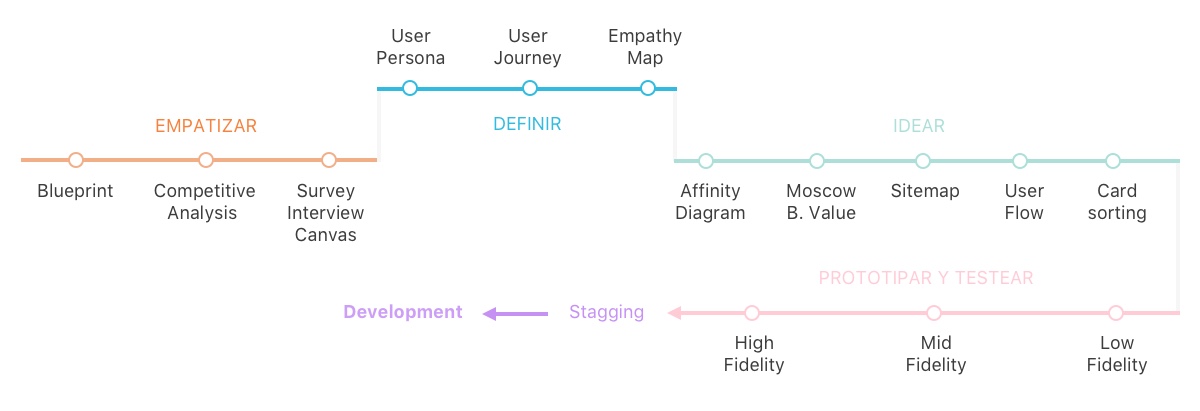 User
Persona
User
Journey
Empathy
Map
EMPATIZAR
DEFINIR
IDEAR
Blueprint
Competitive
Analysis
Survey
Interview
Canvas
Affinity
Diagram
Moscow
B. Value
Sitemap
User
Flow
Card
sorting
PROTOTIPAR Y TESTEAR
Development
Stagging
High
Fidelity
Mid
Fidelity
Low
Fidelity